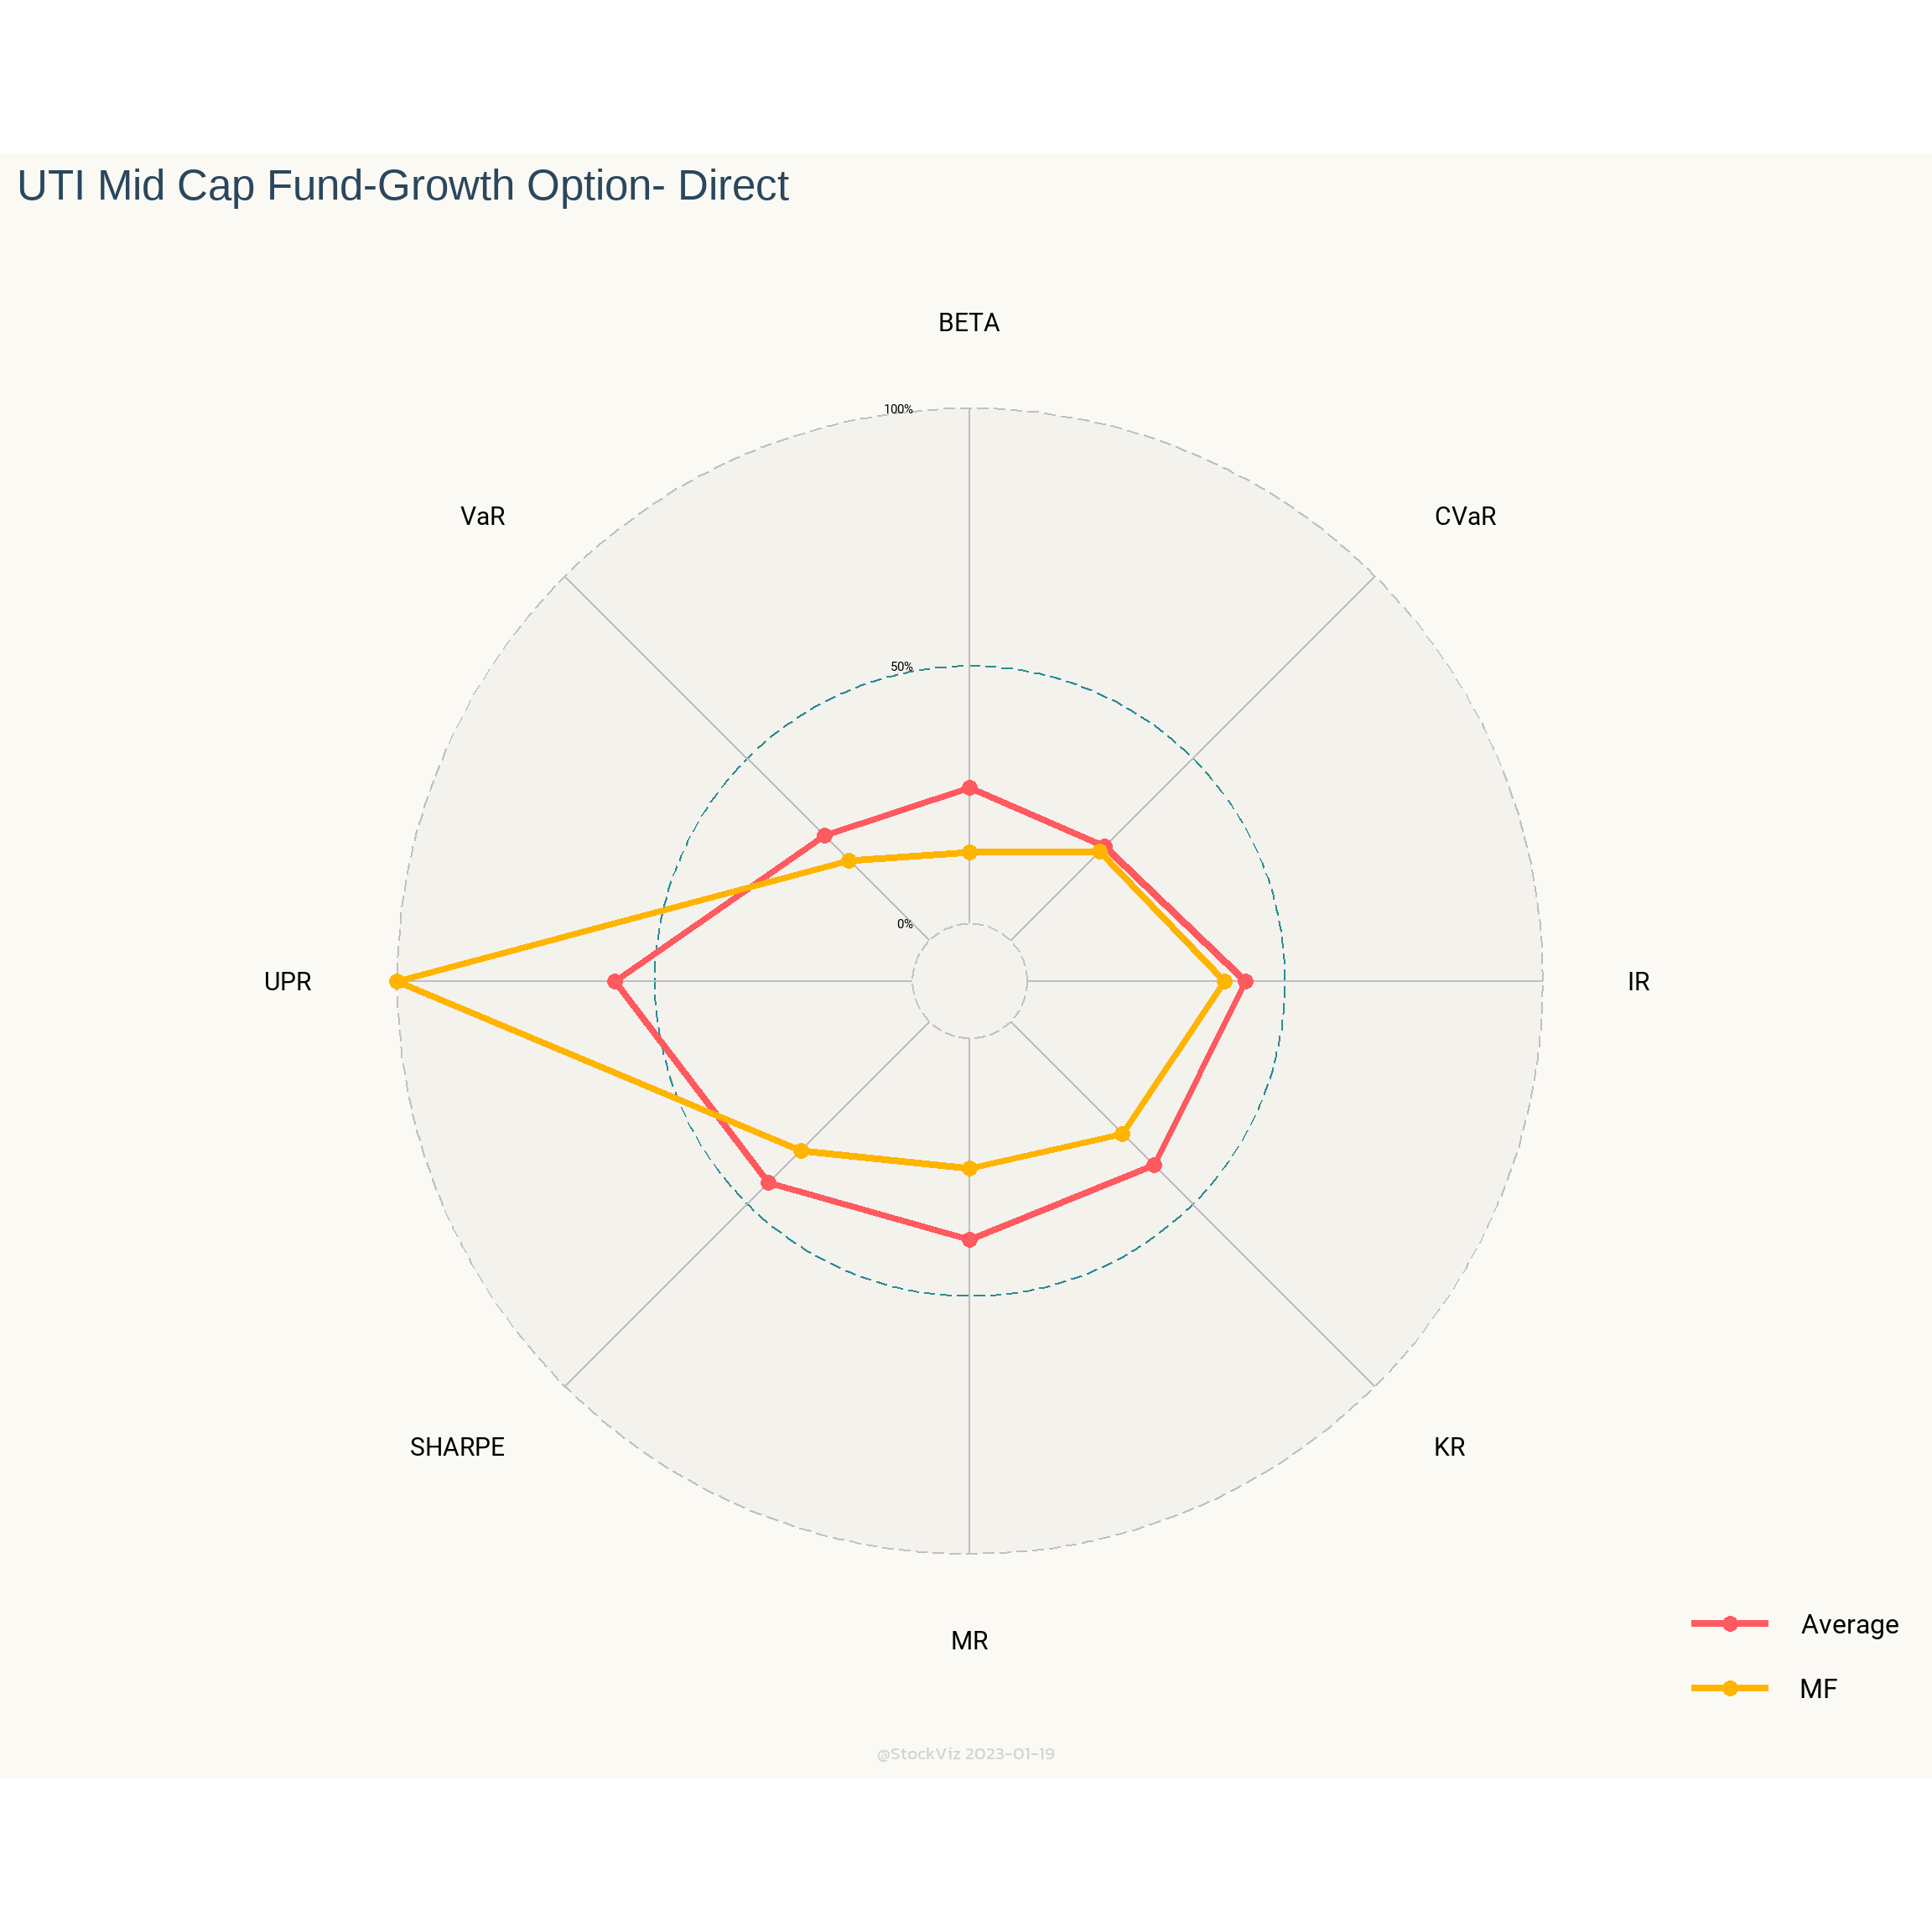 UTI Mid Cap Fund-Growth Option- Direct
BETA
100%
VaR
CVaR
50%
0%
UPR
IR
SHARPE
KR
MR
Average
MF
@StockViz 2023-01-19